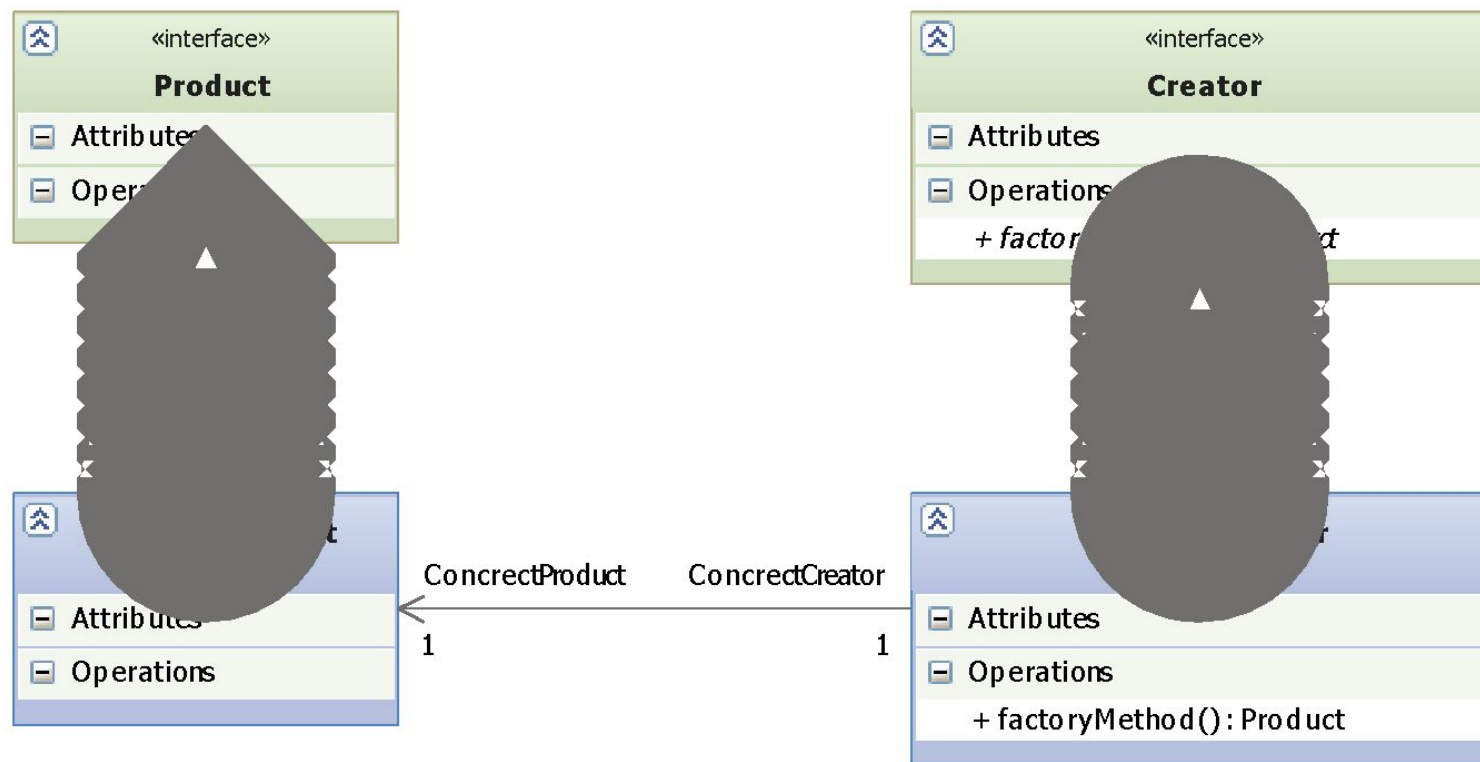 «interface»
Product
Attributes
«interface»
Creator
Attributes
Operations
+
ConcrectProduct
ConcrectCreator
1
1
Attributes
Operations
Attributes
Operations
+ factoryMethod() : Product